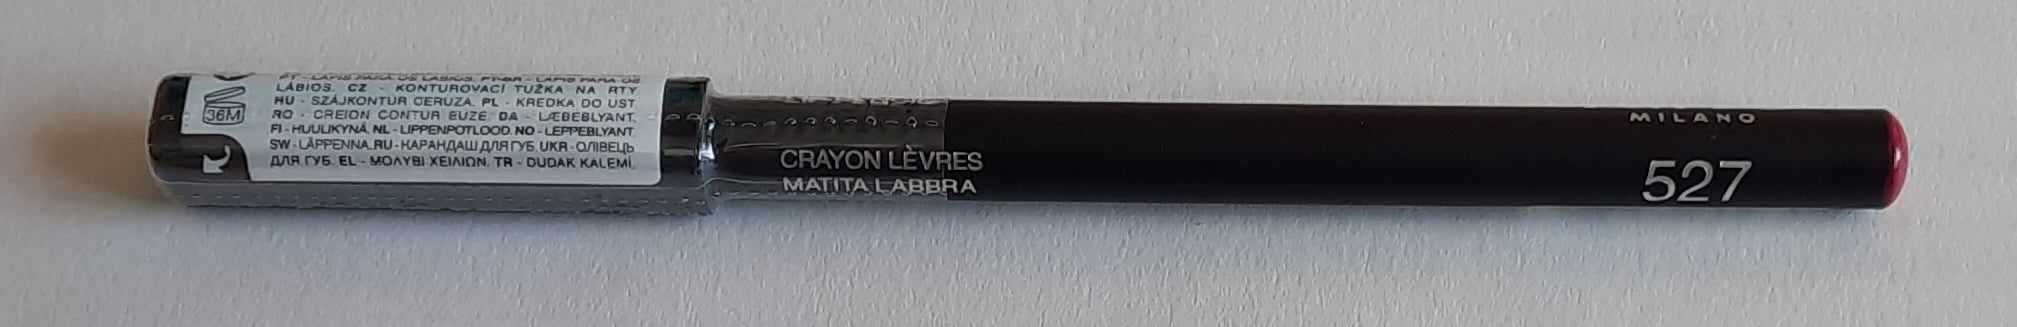 PT - LÁPIS PARA OS LÁBIOS. PT-BR - LÁPIS PARA OS
LÁBIOS. CZ - KONTUROVACÍ TUŽKA NA RTY
HU - SZÁJKONTÚR CERUZA. PL - KREDKA DO UST.
RO - CREION CONTUR BUZE. DA - LÆBEBLYANT.
FI - HUULIKYNÄ. NL - LIPPENPOTLOOD. NO - LEPPEBLYANT.
SW - LÄPPENNA. RU - КАРАНДАШ ДЛЯ ГУБ. UKR - ОЛІВЕЦЬ
ДЛЯ ГУБ. EL - ΜΟΛΥΒΙ ΧΕΙΛΙΩΝ. TR - DUDAK KALEMİ.
36M
CRAYON LÈVRES
MATITA LABBRA
MILANO
527